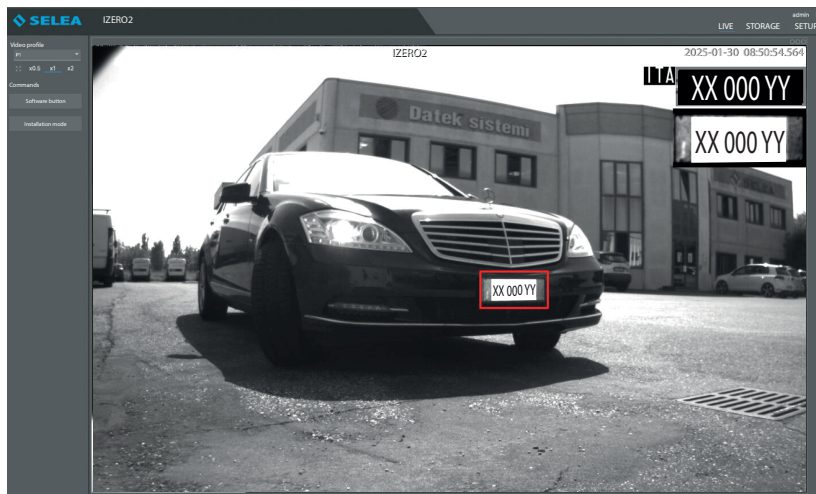 SELEA
IZERO2
admin
LIVE STORAGE SETUP
Video profile
P1
x0.5 x1 x2
Commands
Software button
Installation mode
IZERO2
2025-01-30 08:50:54.564
ITA
XX 000 YY
XX 000 YY
Datek sistemi
SELEA
XX 000 YY